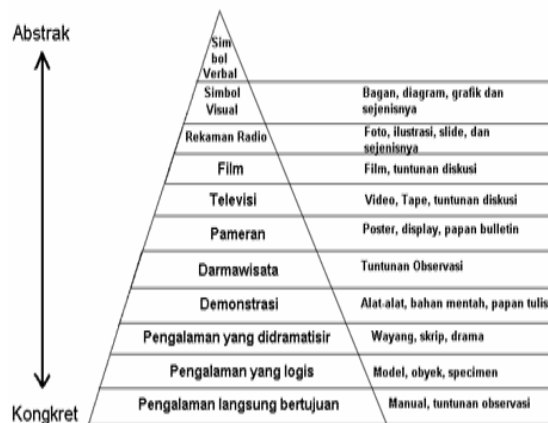 Abstrak
Sim
bol
Verbal
Simbol
Visual
Bagan, diagram, grafik dan
sejenisnya
Rekaman Radio
Foto, ilustrasi, slide, dan
sejenisnya
Film
Film, tuntunan diskusi
Televisi
Video, Tape, tuntunan diskusi
Pameran
Poster, display, papan bulletin
Darmawisata
Tuntunan Observasi
Demonstrasi
Alat-alat, bahan mentah, papan tulis
Pengalaman yang didramatisir
Wayang, skrip, drama
Pengalaman yang logis
Model, obyek, specimen
Kongkret
Pengalaman langsung bertujuan
Manual, tuntunan observasi